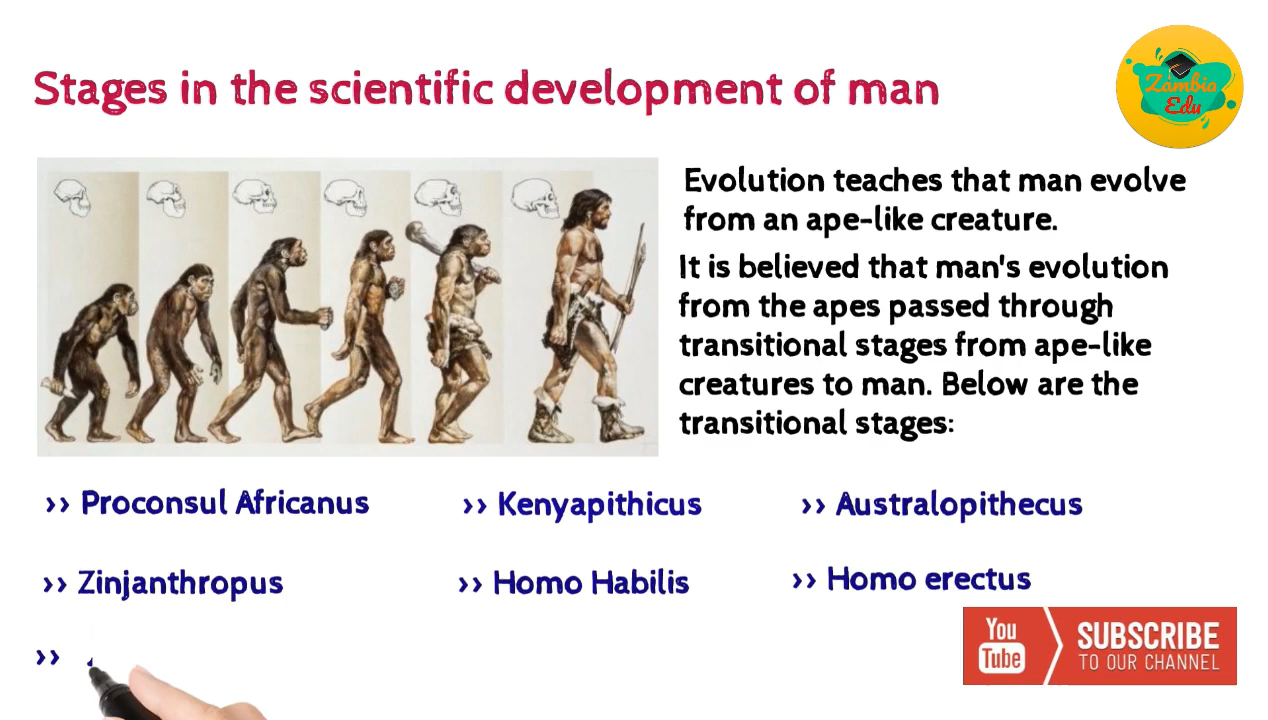 Stages in the scientific development of man
Zambia
Edu
Evolution teaches that man evolve
from an ape-like creature.
It is believed that man's evolution
from the apes passed through
transitional stages from ape-like
creatures to man. Below are the
transitional stages:
>> Proconsul Africanus
>> Kenyapithicus
>> Australopithecus
>> Zinjanthropus
>> Homo Habilis
>> Homo erectus
>>
You
Tube
SUBSCRIBE
TO OUR CHANNEL